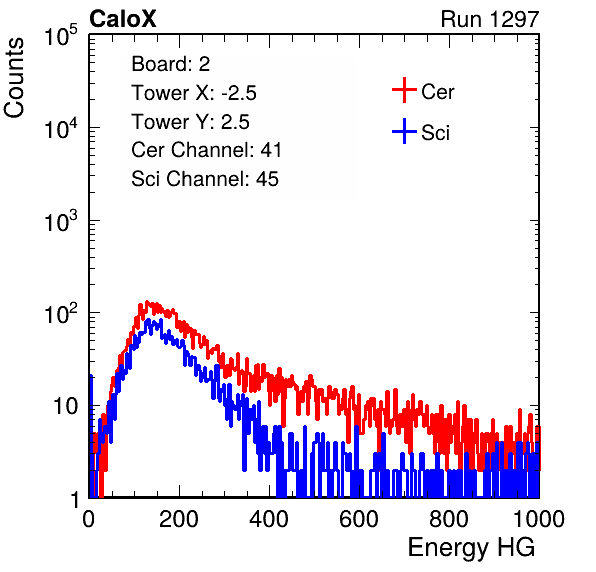 CaloX Run 1297
Counts
Board: 2
Tower X: -2.5
Tower Y: 2.5
Cer Channel: 41
Sci Channel: 45
Cer
Sci
10^5
10^4
10^3
10^2
10
1
0 200 400 600 800 1000
Energy HG